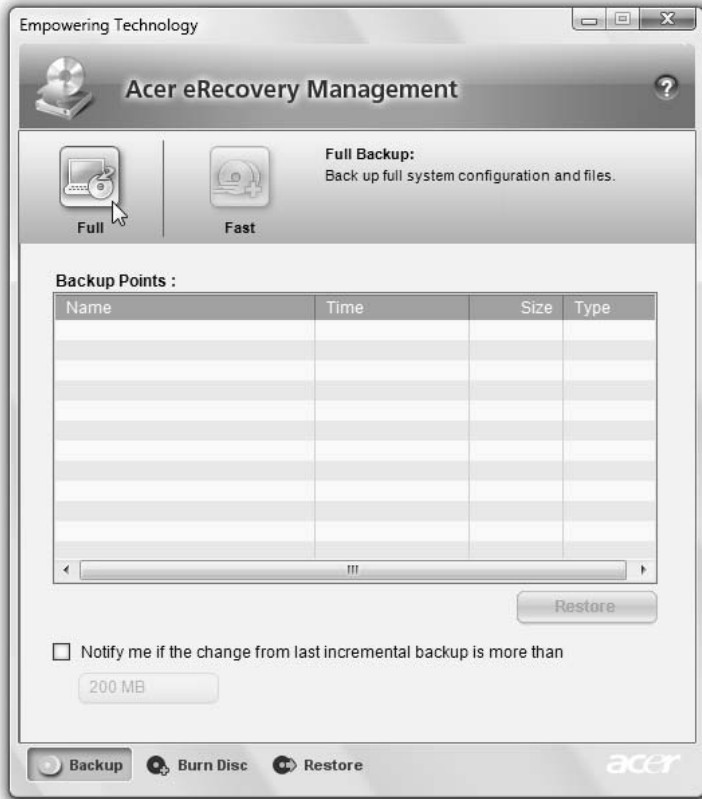 Empowering Technology
Acer eRecovery Management
?
Full Backup:
Back up full system configuration and files.
Full
Fast
Backup Points :
Name Time Size Type
Restore
Notify me if the change from last incremental backup is more than
200 MB
Backup Burn Disc Restore
acer